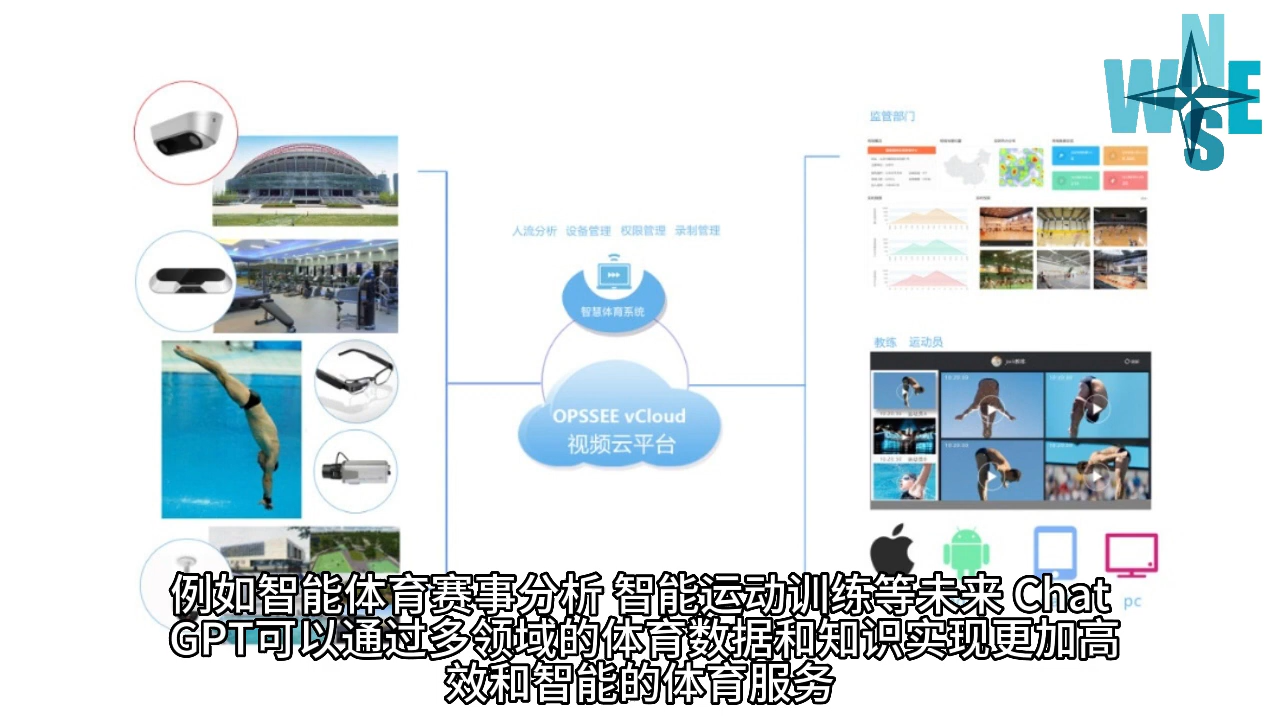 N
W E
S
监管部门
人流分析 设备管理 权限管理 录制管理
智慧体育系统
OPSSEE vCloud
视频云平台
教练 运动员
pc
例如智能体育赛事分析 智能运动训练等未来 Chat
GPT可以通过多领域的体育数据和知识实现更加高
效和智能的体育服务